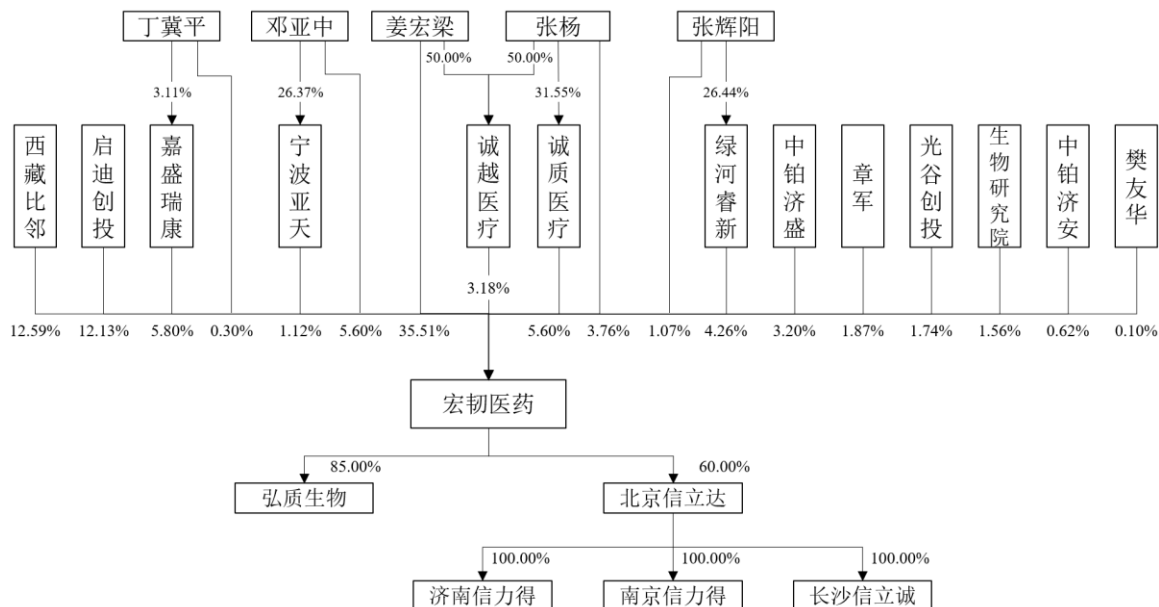 丁冀平
邓亚中
姜宏梁
张杨
张辉阳
50.00%
50.00%
3.11%
26.37%
31.55%
26.44%
西藏比邻
启迪创投
嘉盛瑞康
宁波亚天
诚越医疗
诚质医疗
绿河睿新
中铂济盛
章军
光谷创投
生物研究院
中铂济安
樊友华
3.18%
12.59%
12.13%
5.80%
0.30%
1.12%
5.60%
35.51%
5.60%
3.76%
1.07%
4.26%
3.20%
1.87%
1.74%
1.56%
0.62%
0.10%
宏韧医药
85.00%
60.00%
弘质生物
北京信立达
100.00%
100.00%
100.00%
济南信力得
南京信力得
长沙信立诚